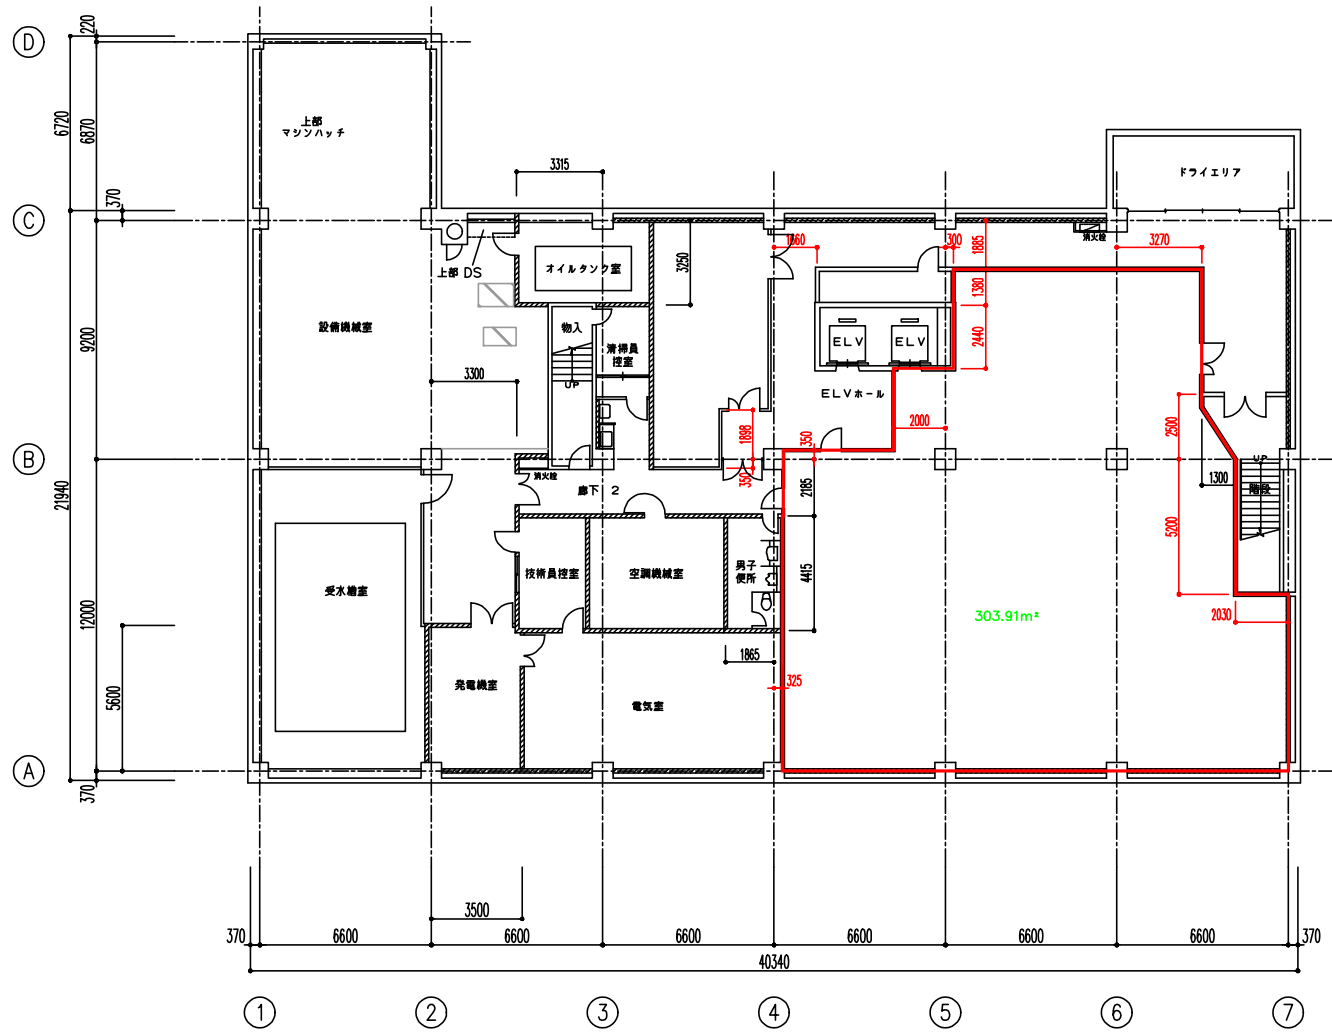 D
220
6720
6870
上部
マシンハッチ
3315
ドライエリア
370
C
消火栓
1660
300
1885
3270
上部 DS
オイルタンク室
3250
1380
9200
設備機械室
物入
清掃員
控室
ELV
ELV
2440
3300
UP
ELVホール
1898
350
2000
2500
B
350
消火栓
廊下 2
2185
1300
UP
階段
21940
5200
技術員控室
空調機械室
男子
便所
4415
受水槽室
12000
303.91m²
2030
1865
5600
発電機室
325
電気室
A
370
3500
370
6600
6600
6600
6600
6600
6600
370
40340
1
2
3
4
5
6
7